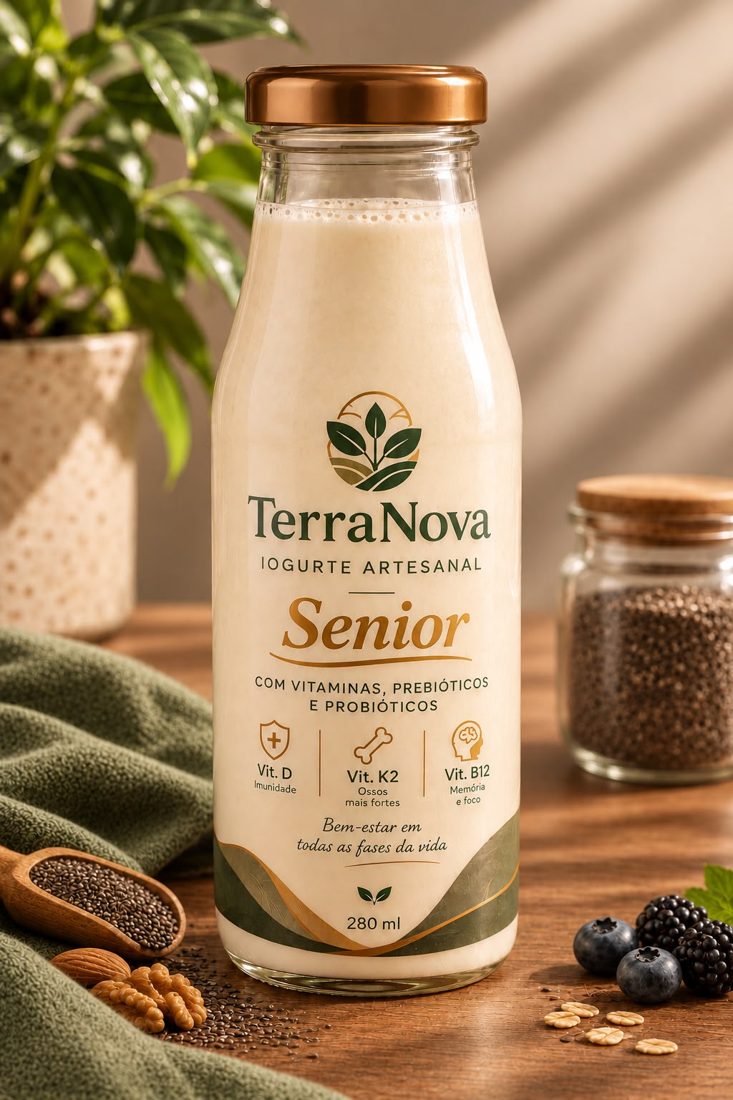 TerraNova
IOGURTE ARTESANAL
Senior
COM VITAMINAS, PREBIÓTICOS
E PROBIÓTICOS
Vit. D
Imunidade
Vit. K2
Ossos
mais fortes
Vit. B12
Memória
e foco
Bem-estar em
todas as fases da vida
280 ml